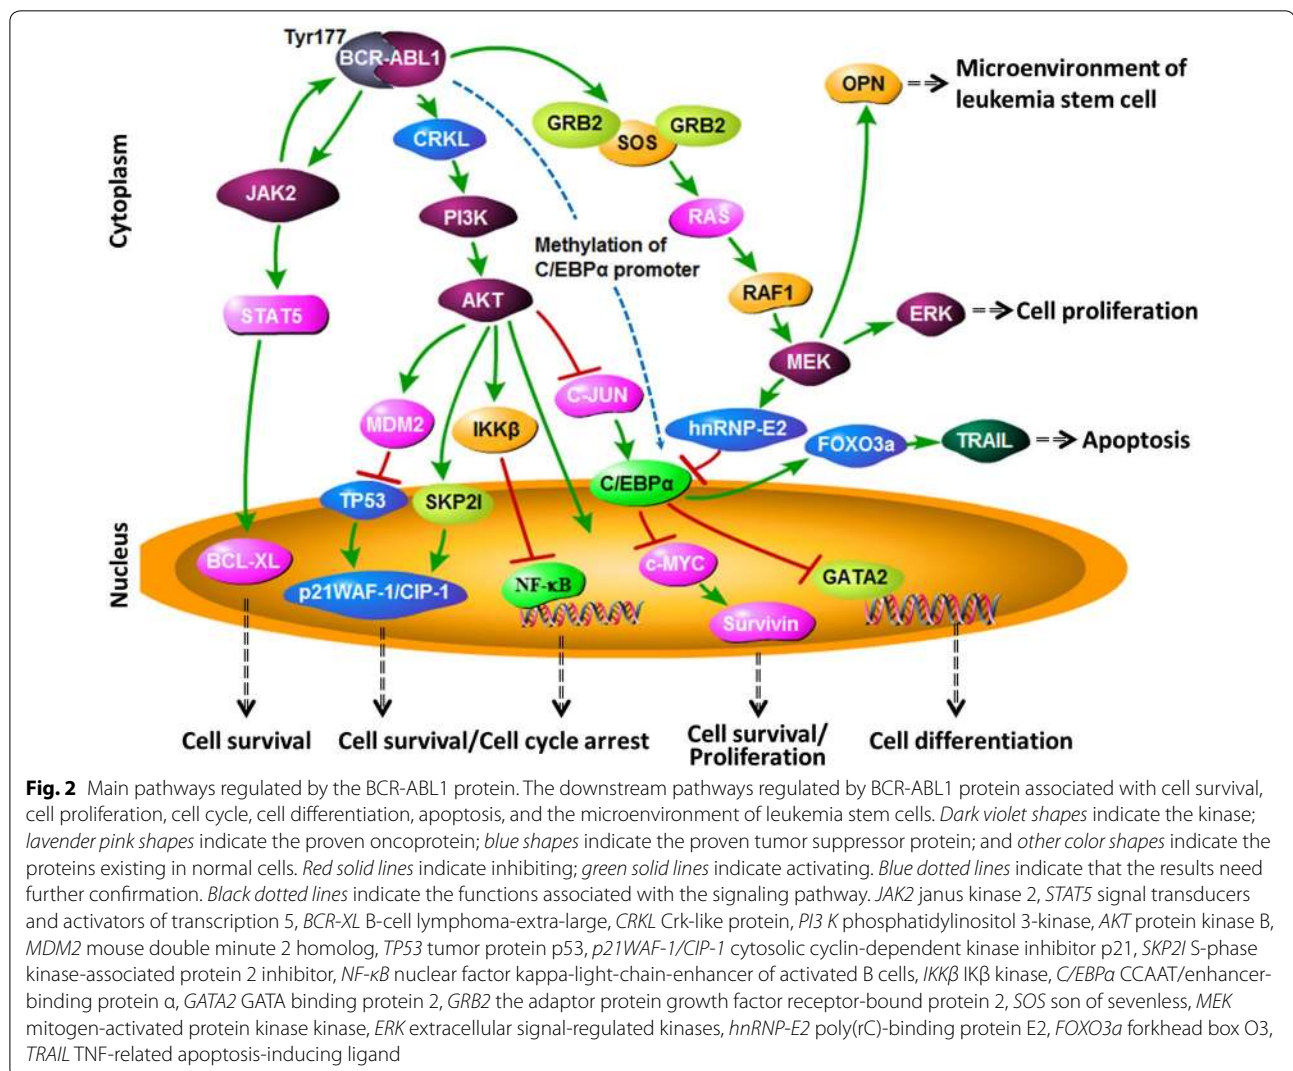 Tyr177
BCR-ABL1
OPN
Microenvironment of
leukemia stem cell
GRB2
SOS
GRB2
CRKL
Cytoplasm
JAK2
PI3K
RAS
Methylation of
C/EBPα promoter
AKT
RAF1
STAT5
ERK
Cell proliferation
MEK
C-JUN
MDM2
IKKβ
hnRNP-E2
FOXO3a
TRAIL
Apoptosis
C/EBPα
TP53
SKP2I
Nucleus
BCL-XL
c-MYC
GATA2
NF-κB
p21WAF-1/CIP-1
Survivin
Cell survival
Cell survival/Cell cycle arrest
Cell survival/
Proliferation
Cell differentiation
Fig. 2 Main pathways regulated by the BCR-ABL1 protein. The downstream pathways regulated by BCR-ABL1 protein associated with cell survival,
cell proliferation, cell cycle, cell differentiation, apoptosis, and the microenvironment of leukemia stem cells. Dark violet shapes indicate the kinase;
lavender pink shapes indicate the proven oncoprotein; blue shapes indicate the proven tumor suppressor protein; and other color shapes indicate the
proteins existing in normal cells. Red solid lines indicate inhibiting; green solid lines indicate activating. Blue dotted lines indicate that the results need
further confirmation. Black dotted lines indicate the functions associated with the signaling pathway. JAK2 janus kinase 2, STAT5 signal transducers
and activators of transcription 5, BCR-XL B-cell lymphoma-extra-large, CRKL Crk-like protein, PI3 K phosphatidylinositol 3-kinase, AKT protein kinase B,
MDM2 mouse double minute 2 homolog, TP53 tumor protein p53, p21WAF-1/CIP-1 cytosolic cyclin-dependent kinase inhibitor p21, SKP2I S-phase
kinase-associated protein 2 inhibitor, NF-κB nuclear factor kappa-light-chain-enhancer of activated B cells, IKKβ IKβ kinase, C/EBPα CCAAT/enhancer-
binding protein α, GATA2 GATA binding protein 2, GRB2 the adaptor protein growth factor receptor-bound protein 2, SOS son of sevenless, MEK
mitogen-activated protein kinase kinase, ERK extracellular signal-regulated kinases, hnRNP-E2 poly(rC)-binding protein E2, FOXO3a forkhead box O3,
TRAIL TNF-related apoptosis-inducing ligand